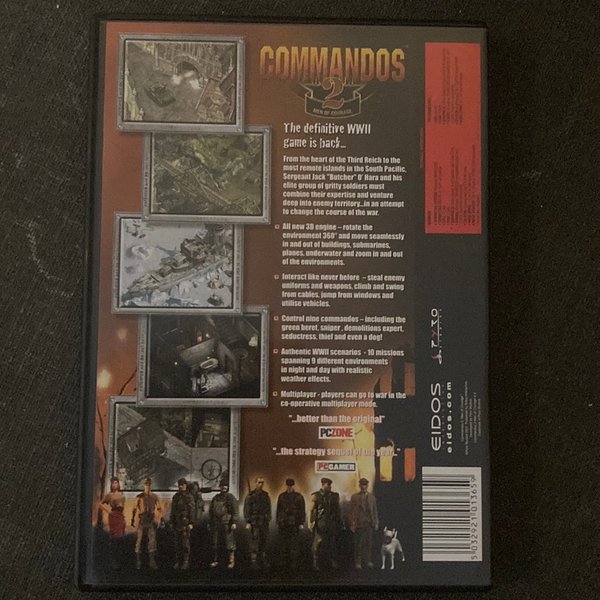 COMMANDOS
2
MEN OF COURAGE
The definitive WWII
game is back...
From the heart of the Third Reich to the
most remote islands in the South Pacific,
Sergeant Jack "Butcher" O' Hara and his
elite group of gritty soldiers must
combine their expertise and venture
deep into enemy territory...in an attempt
to change the course of the war.
All new 3D engine – rotate the
environment 360° and move seamlessly
in and out of buildings, submarines,
planes, underwater and zoom in and out
of the environments.
Interact like never before – steal enemy
uniforms and weapons, climb and swing
from cables, jump from windows and
utilise vehicles.
Control nine commandos – including the
green beret, sniper , demolitions expert,
seductress, thief and even a dog!
Authentic WWII scenarios - 10 missions
spanning 9 different environments
in night and day with realistic
weather effects.
Multiplayer - players can go to war in the
co-operative multiplayer mode.
"...better than the original"
PCZONE
"...the strategy sequel of the year..."
PCGAMER
pyro
EIDOS
eidos.com
5 032921 013659